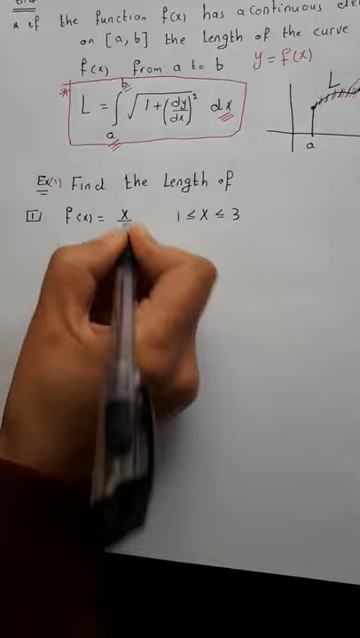 * if the function f(x) has a continuous
on [a, b] the Length of the curve
f(x) from a to b y = f(x)
* L = ∫ₐᵇ √(1 + (dy/dx)²) dx
L
a
Ex(1) Find the Length of
1 f(x) = x 1 ≤ x ≤ 3